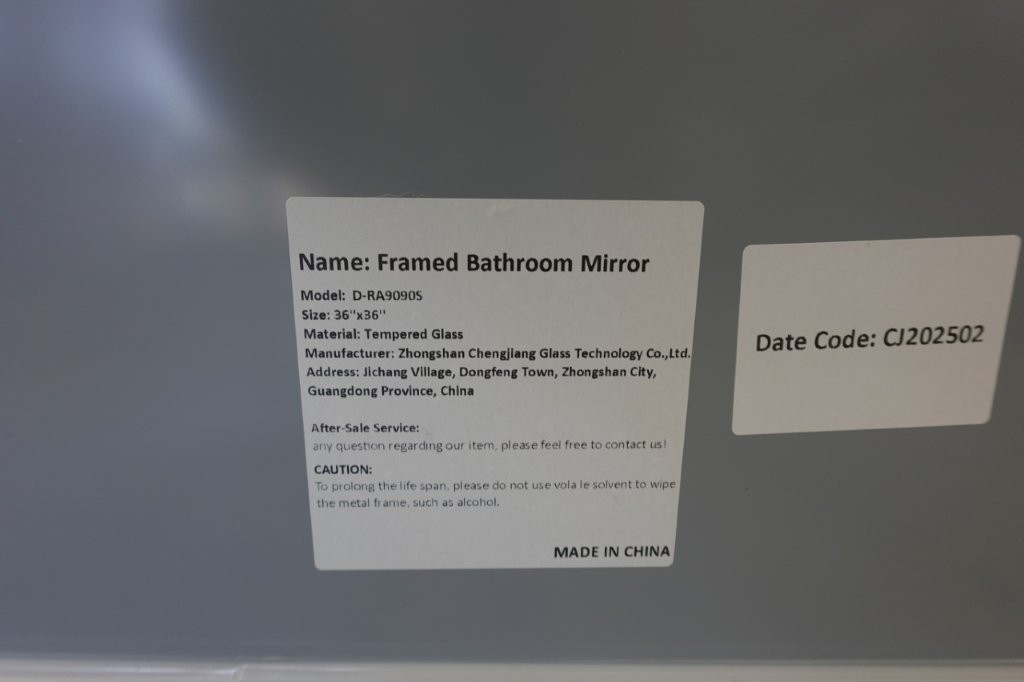 Name: Framed Bathroom Mirror
Model: D-RA9090S
Size: 36"x36"
Material: Tempered Glass
Manufacturer: Zhongshan Chengjiang Glass Technology Co.,Ltd.
Address: Jichang Village, Dongfeng Town, Zhongshan City,
Guangdong Province, China
After-Sale Service:
any question regarding our item, please feel free to contact us!
CAUTION:
To prolong the life span, please do not use vola le solvent to wipe
the metal frame, such as alcohol.
MADE IN CHINA
Date Code: CJ202502